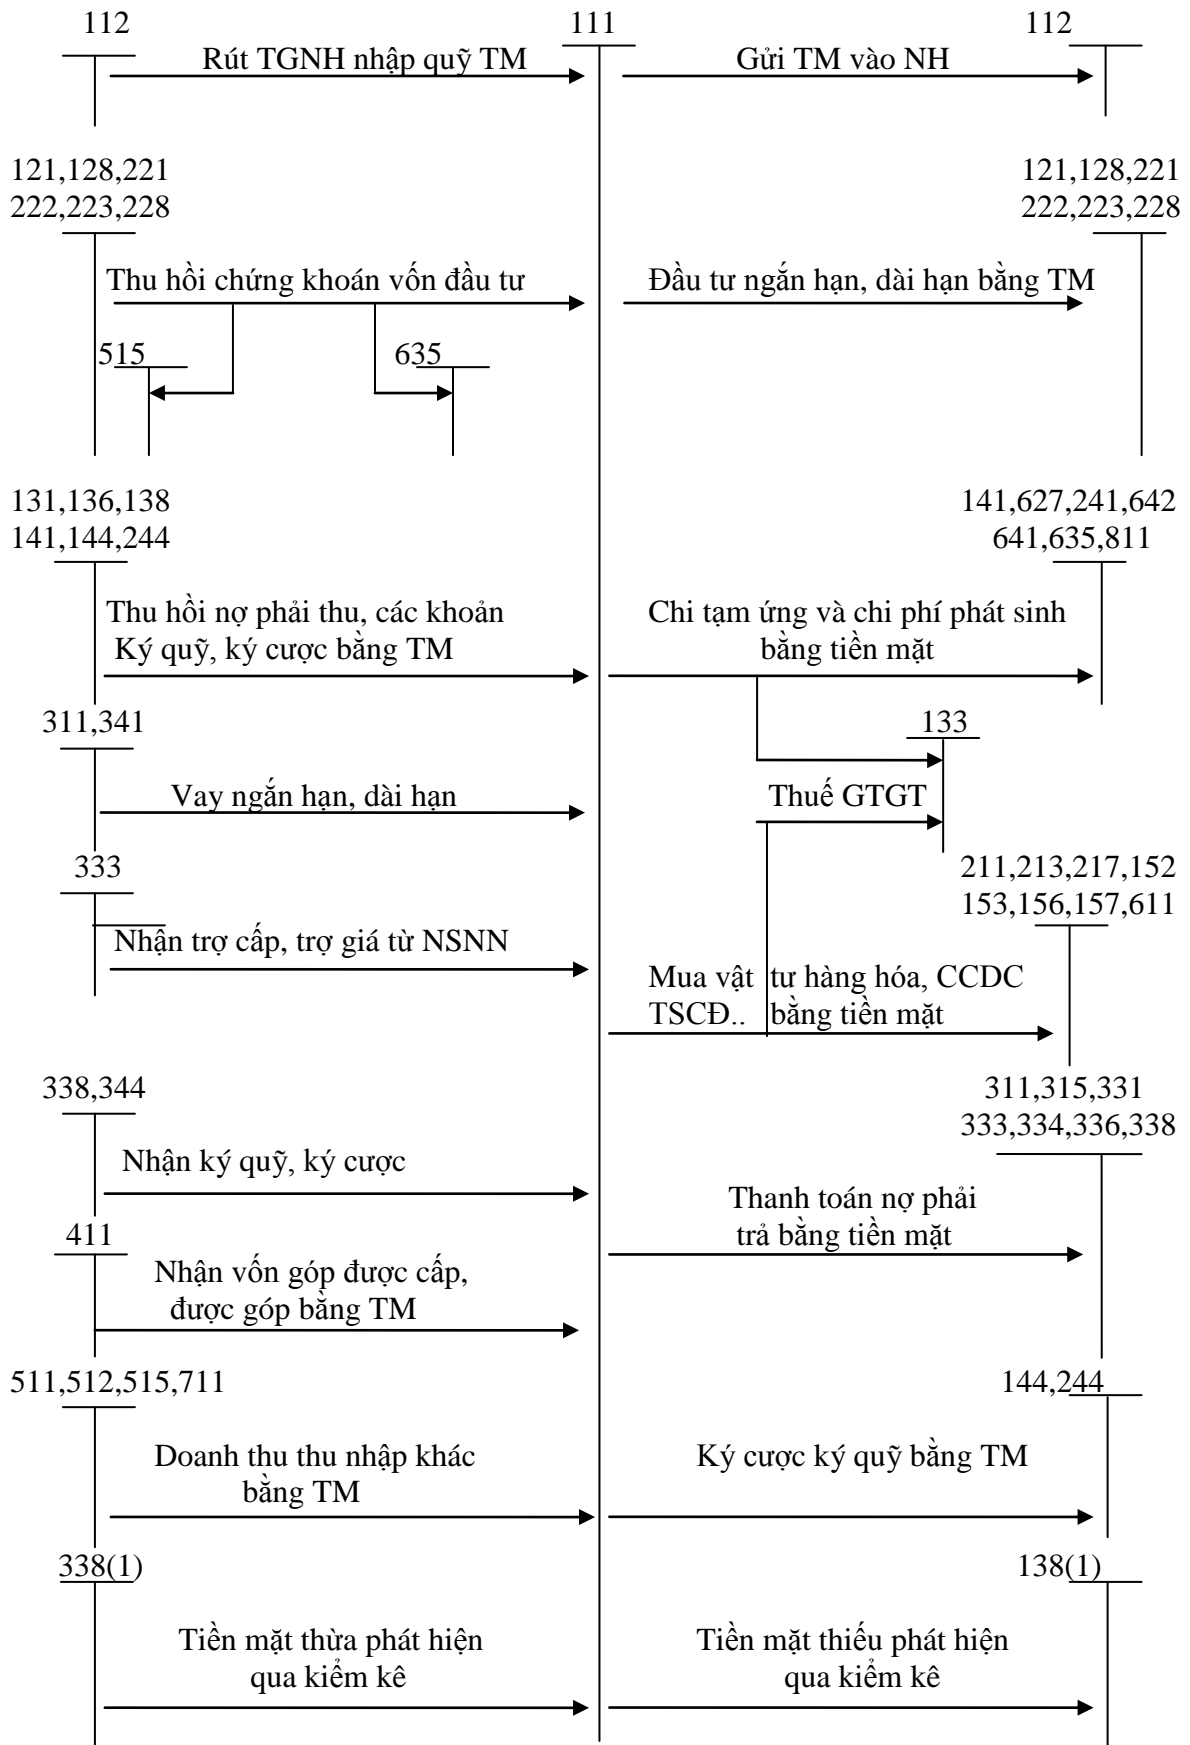 112
111
112
Rút TGNH nhập quỹ TM
Gửi TM vào NH
121,128,221
222,223,228
121,128,221
222,223,228
Thu hồi chứng khoán vốn đầu tư
Đầu tư ngắn hạn, dài hạn bằng TM
515
635
131,136,138
141,144,244
141,627,241,642
641,635,811
Thu hồi nợ phải thu, các khoản
Ký quỹ, ký cược bằng TM
Chi tạm ứng và chi phí phát sinh
bằng tiền mặt
311,341
133
Vay ngắn hạn, dài hạn
Thuế GTGT
333
211,213,217,152
153,156,157,611
Nhận trợ cấp, trợ giá từ NSNN
Mua vật tư hàng hóa, CCDC
TSCĐ.. bằng tiền mặt
338,344
311,315,331
333,334,336,338
Nhận ký quỹ, ký cược
Thanh toán nợ phải
trả bằng tiền mặt
411
Nhận vốn góp được cấp,
được góp bằng TM
511,512,515,711
144,244
Doanh thu thu nhập khác
bằng TM
Ký cược ký quỹ bằng TM
338(1)
138(1)
Tiền mặt thừa phát hiện
qua kiểm kê
Tiền mặt thiếu phát hiện
qua kiểm kê